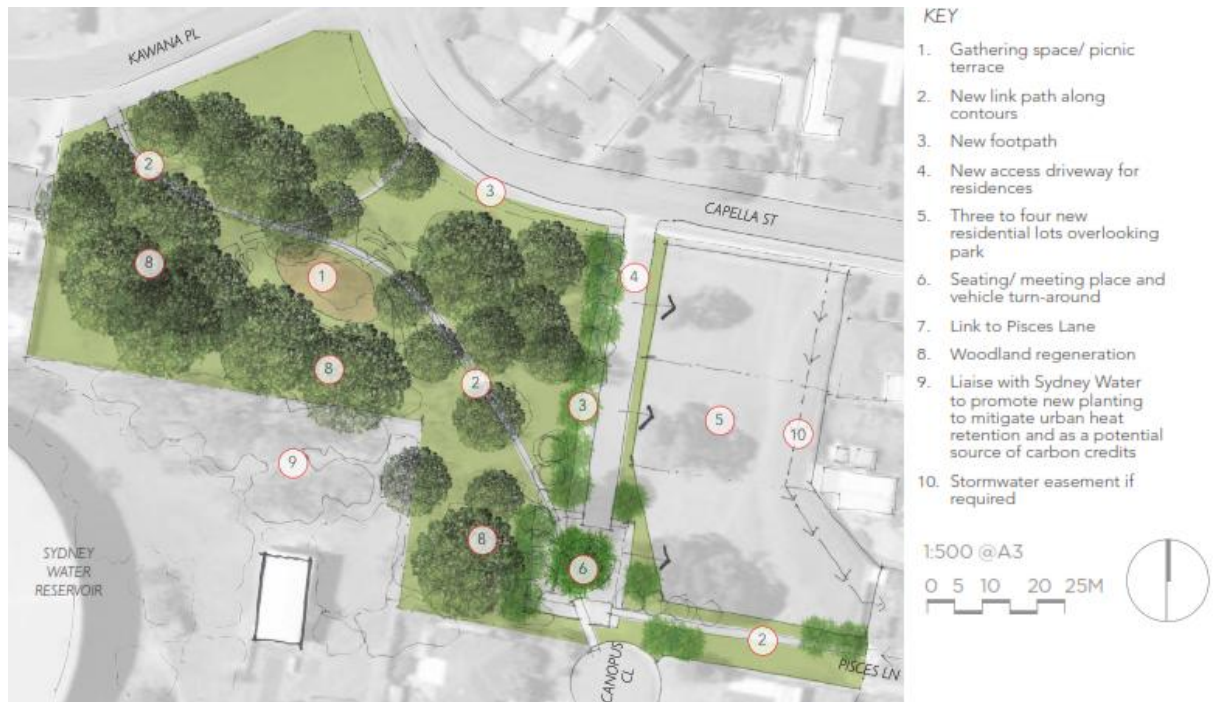 KAWANA PL
2
3
CAPELLA ST
8
1
4
8
2
3
5
10
9
8
6
SYDNEY
WATER
RESERVOIR
2
CANOPUS
CL
PISCES LN
KEY
1. Gathering space/ picnic
terrace
2. New link path along
contours
3. New footpath
4. New access driveway for
residences
5. Three to four new
residential lots overlooking
park
6. Seating/ meeting place and
vehicle turn-around
7. Link to Pisces Lane
8. Woodland regeneration
9. Liaise with Sydney Water
to promote new planting
to mitigate urban heat
retention and as a potential
source of carbon credits
10. Stormwater easement if
required
1:500 @A3
0 5 10 20 25M